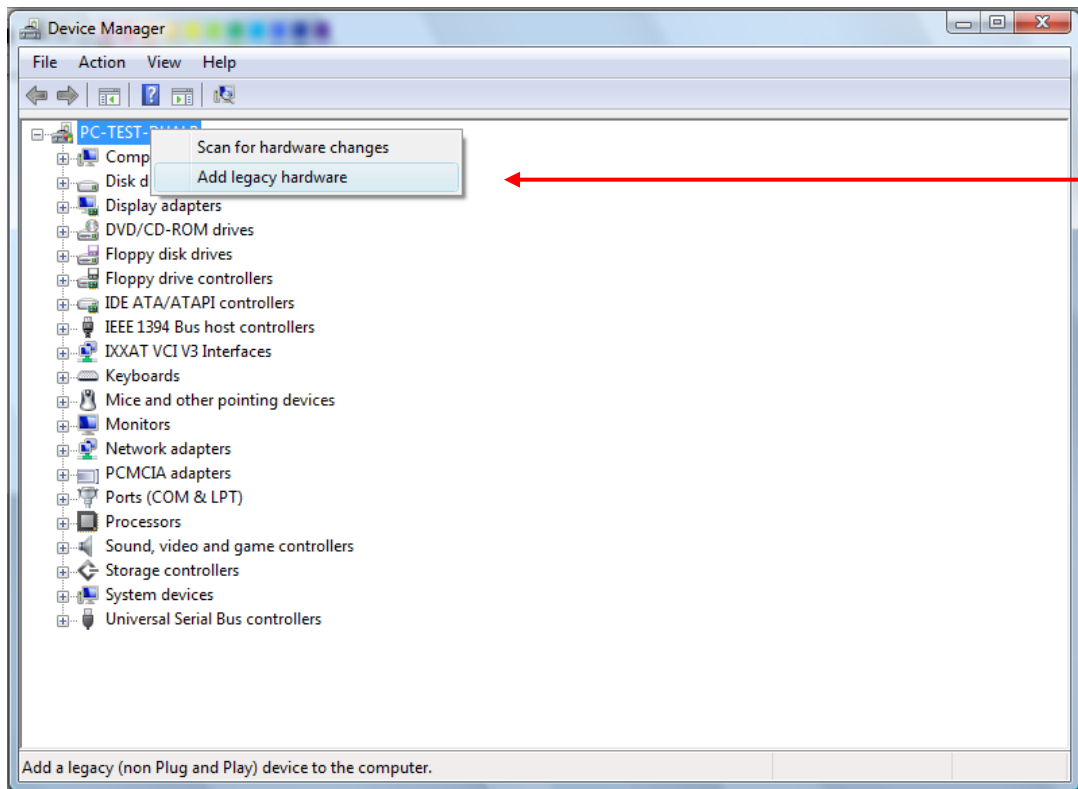 Device Manager
File Action View Help
PC-TEST-
Scan for hardware changes
Comp
Add legacy hardware
Disk d
Display adapters
DVD/CD-ROM drives
Floppy disk drives
Floppy drive controllers
IDE ATA/ATAPI controllers
IEEE 1394 Bus host controllers
IXXAT VCI V3 Interfaces
Keyboards
Mice and other pointing devices
Monitors
Network adapters
PCMCIA adapters
Ports (COM & LPT)
Processors
Sound, video and game controllers
Storage controllers
System devices
Universal Serial Bus controllers
Add a legacy (non Plug and Play) device to the computer.